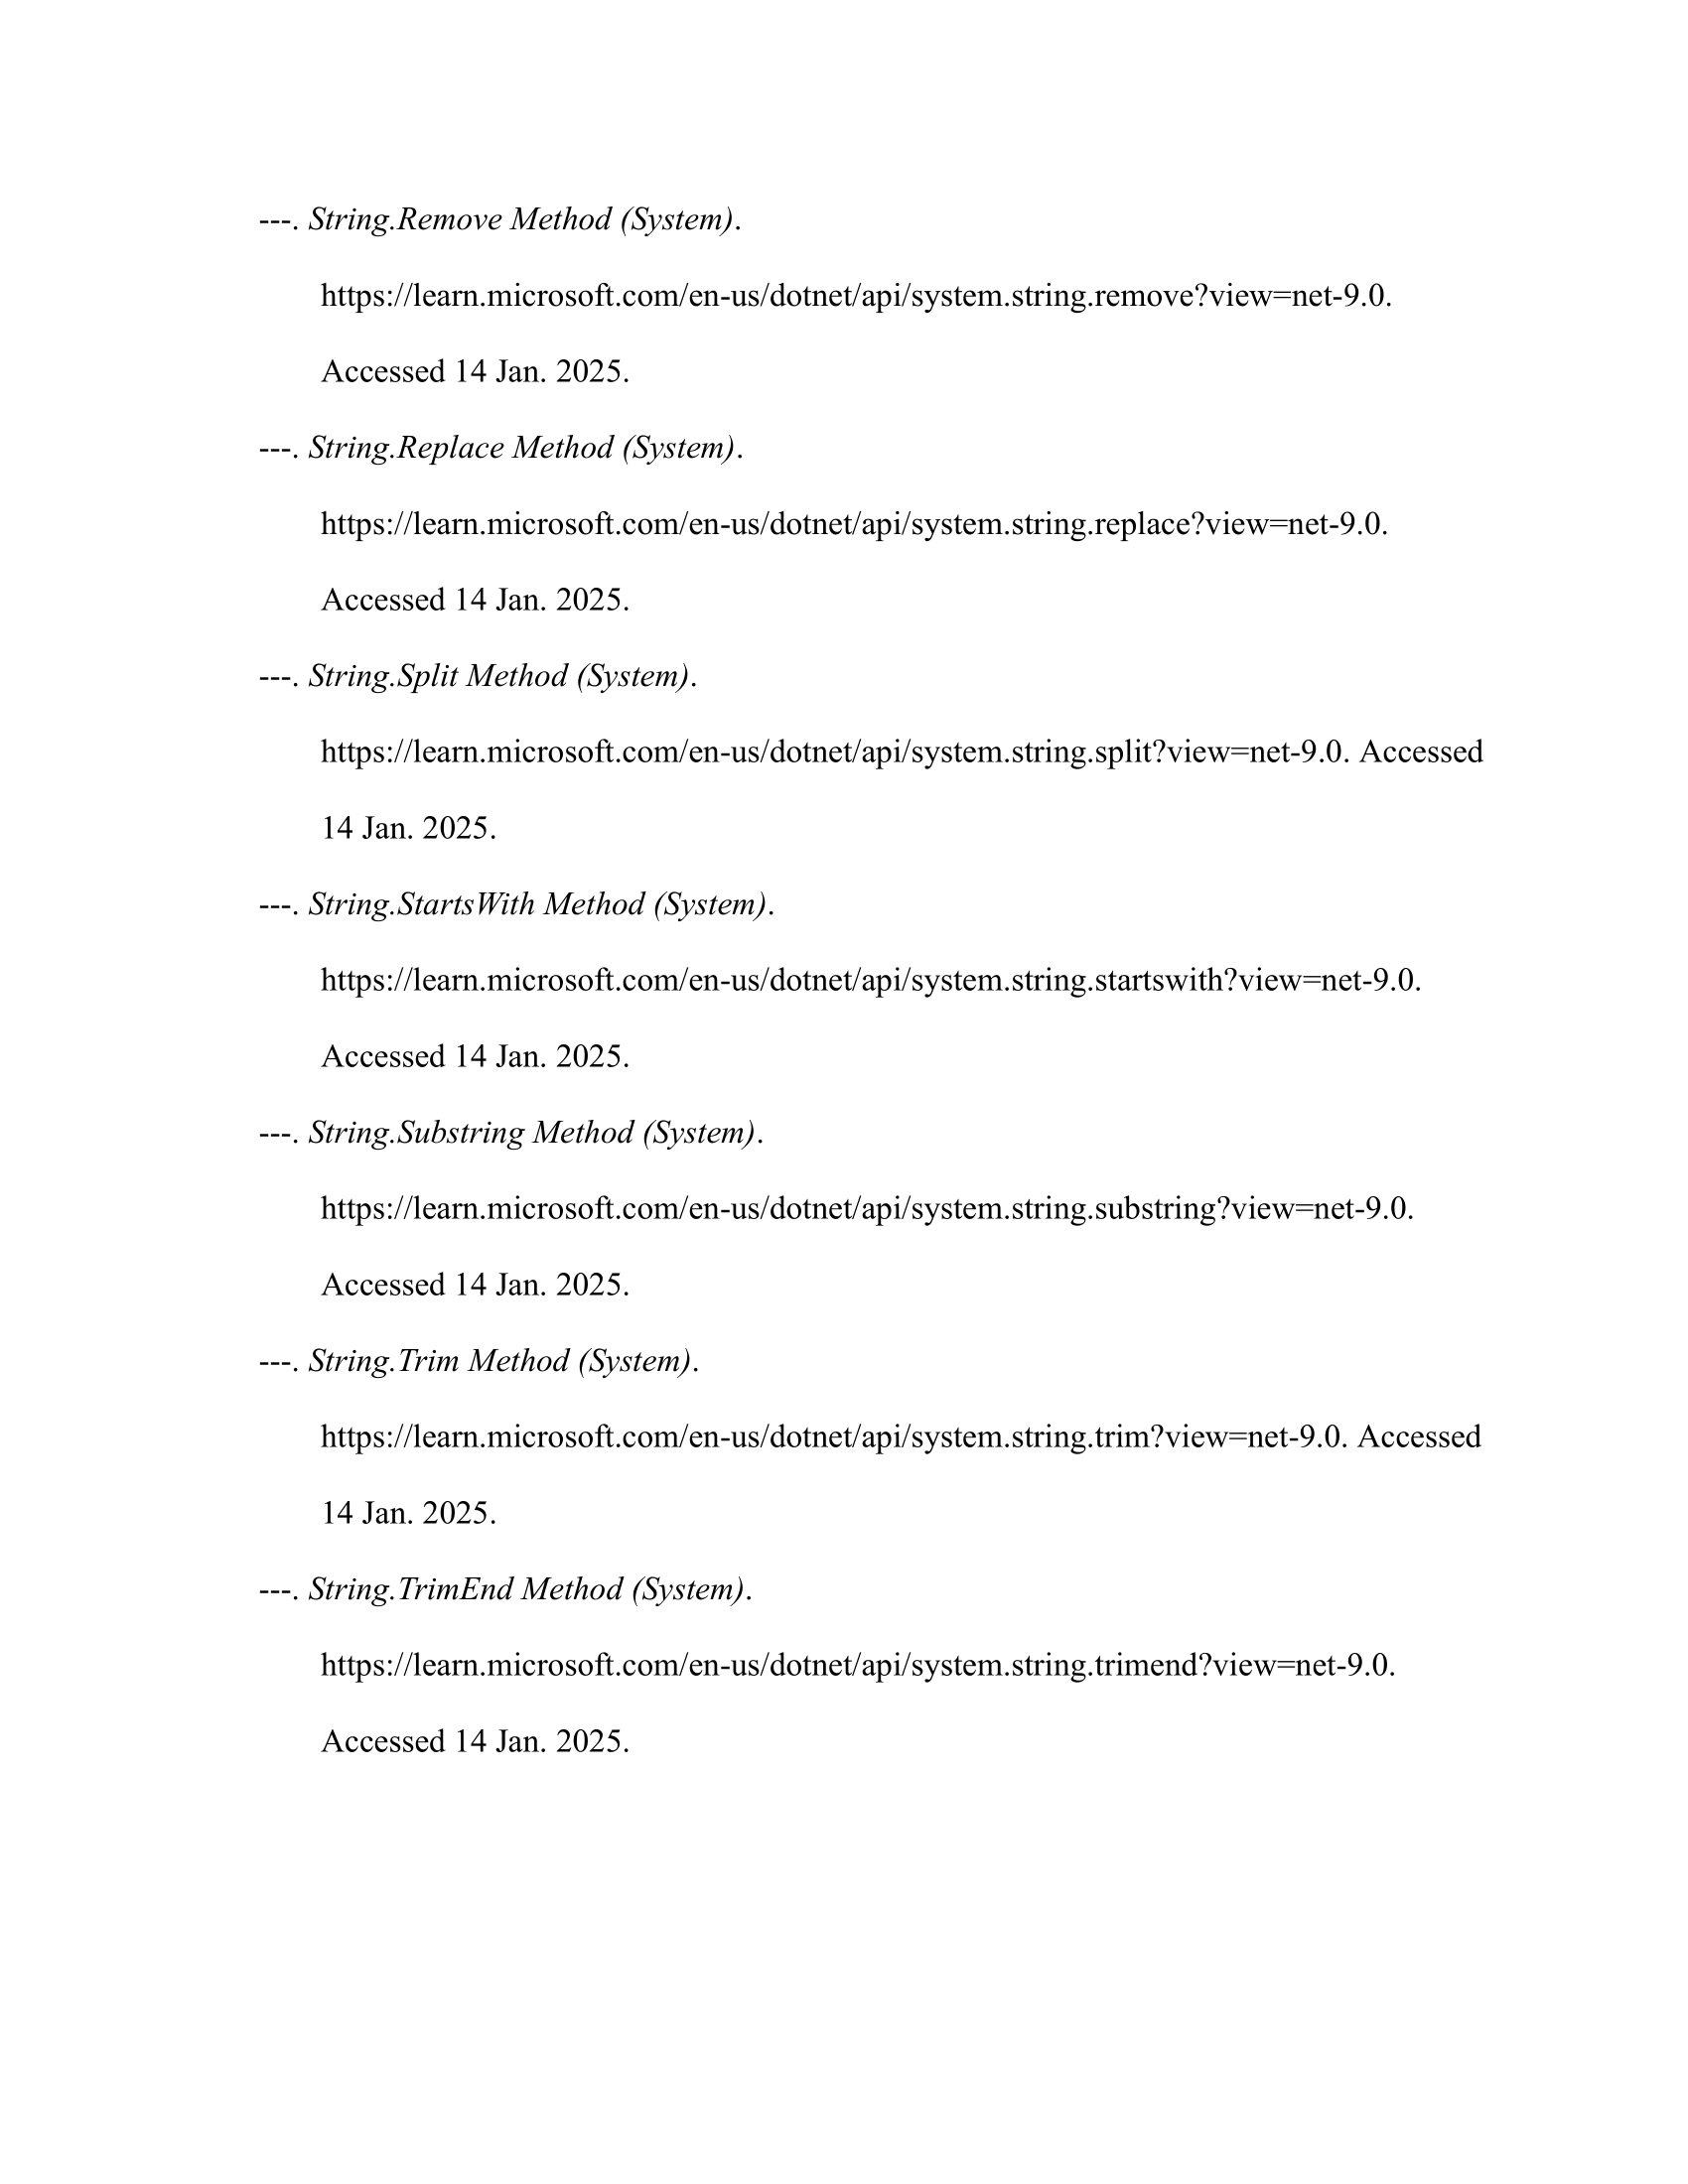 ---. String.Remove Method (System).
https://learn.microsoft.com/en-us/dotnet/api/system.string.remove?view=net-9.0.
Accessed 14 Jan. 2025.
---. String.Replace Method (System).
https://learn.microsoft.com/en-us/dotnet/api/system.string.replace?view=net-9.0.
Accessed 14 Jan. 2025.
---. String.Split Method (System).
https://learn.microsoft.com/en-us/dotnet/api/system.string.split?view=net-9.0. Accessed
14 Jan. 2025.
---. String.StartsWith Method (System).
https://learn.microsoft.com/en-us/dotnet/api/system.string.startswith?view=net-9.0.
Accessed 14 Jan. 2025.
---. String.Substring Method (System).
https://learn.microsoft.com/en-us/dotnet/api/system.string.substring?view=net-9.0.
Accessed 14 Jan. 2025.
---. String.Trim Method (System).
https://learn.microsoft.com/en-us/dotnet/api/system.string.trim?view=net-9.0. Accessed
14 Jan. 2025.
---. String.TrimEnd Method (System).
https://learn.microsoft.com/en-us/dotnet/api/system.string.trimend?view=net-9.0.
Accessed 14 Jan. 2025.